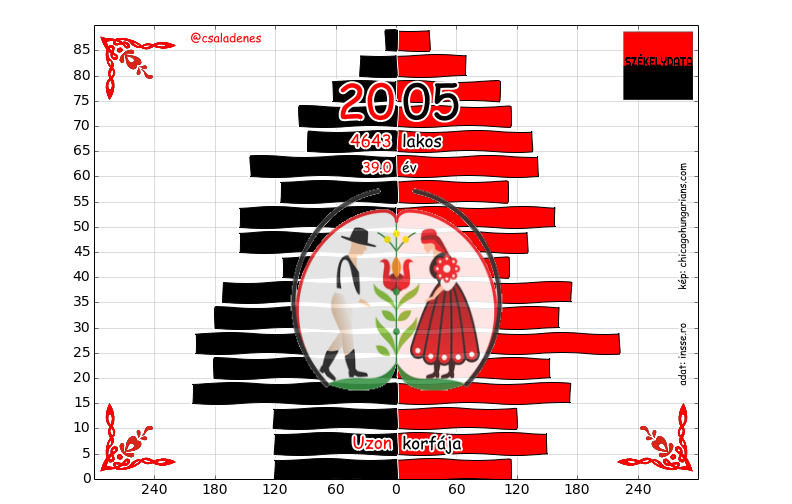 @csaladenes
SZÉKELYDATA
2005
4643 lakos
39.0 év
kép: chicagohungarians.com
adat: insse.ro
Uzon korfája
85
80
75
70
65
60
55
50
45
40
35
30
25
20
15
10
5
0
240 180 120 60 0 60 120 180 240